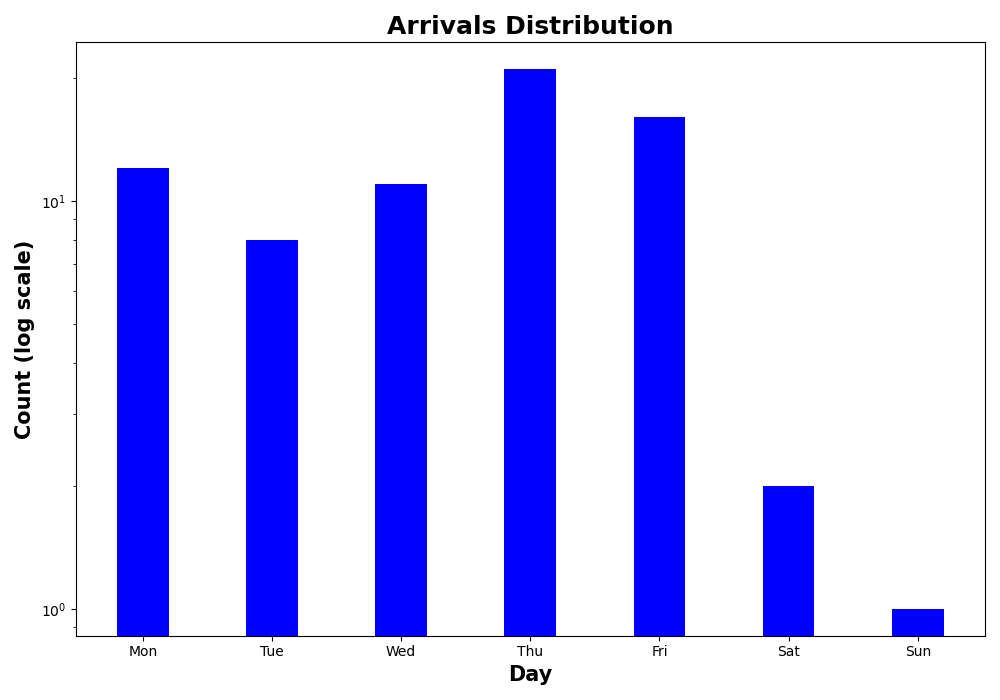 Arrivals Distribution
Count (log scale)
10¹
10⁰
Mon Tue Wed Thu Fri Sat Sun
Day